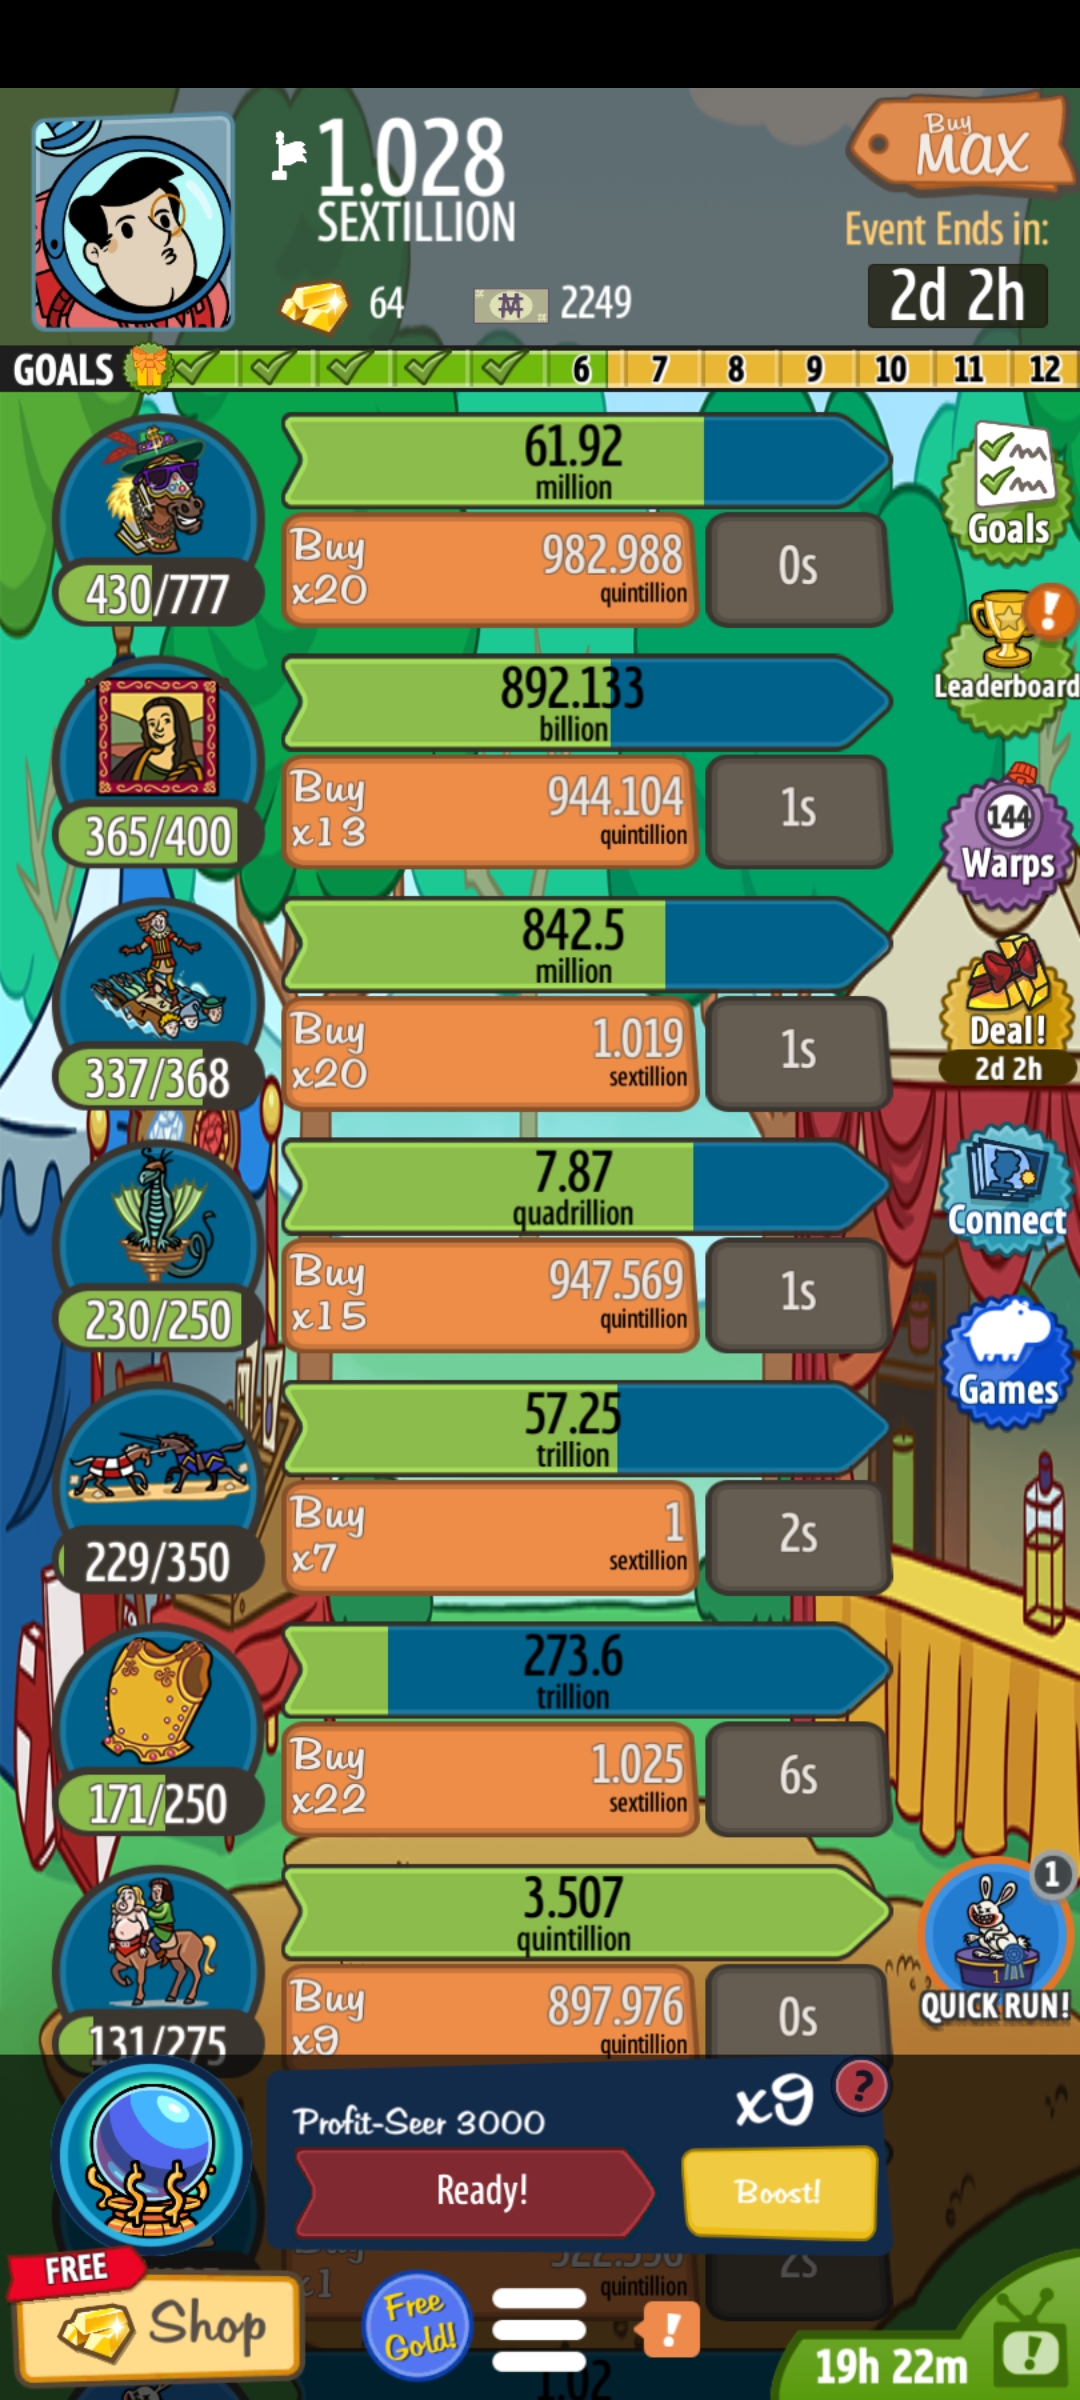 1.028
SEXTILLION
Buy
MAX
Event Ends in:
2d 2h
64
2249
GOALS 6 7 8 9 10 11 12
61.92
million
Buy
x20
982.988
quintillion
0s
430/777
Goals
892.133
billion
Buy
x13
944.104
quintillion
1s
365/400
!
Leaderboard
144
Warps
842.5
million
Buy
x20
1.019
sextillion
1s
337/368
Deal!
2d 2h
7.87
quadrillion
Buy
x15
947.569
quintillion
1s
230/250
Connect
57.25
trillion
Buy
x7
1
sextillion
2s
229/350
Games
273.6
trillion
Buy
x22
1.025
sextillion
6s
171/250
3.507
quintillion
Buy
x9
897.976
quintillion
0s
131/275
1
QUICK RUN!
Profit-Seer 3000
x9
?
Ready!
Boost!
x1
quintillion
2s
FREE
Shop
Free
Gold!
!
19h 22m
!
1.02